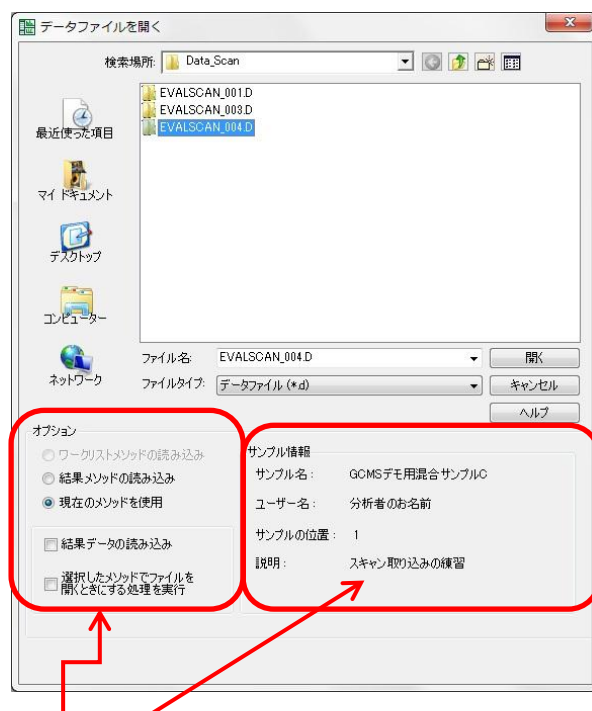 データファイルを開く
検索場所: Data_Scan
EVALSCAN_001.D
EVALSCAN_003.D
EVALSCAN_004.D
最近使った項目
マイ ドキュメント
デスクトップ
コンピューター
ネットワーク
ファイル名: EVALSCAN_004.D 開く
ファイルタイプ: データファイル (*d) キャンセル
ヘルプ
オプション
ワークリストメソッドの読み込み
結果メソッドの読み込み
現在のメソッドを使用
結果データの読み込み
選択したメソッドでファイルを
開くときにする処理を実行
サンプル情報
サンプル名: GCMSデモ用混合サンプルC
ユーザー名: 分析者のお名前
サンプルの位置: 1
説明: スキャン取り込みの練習